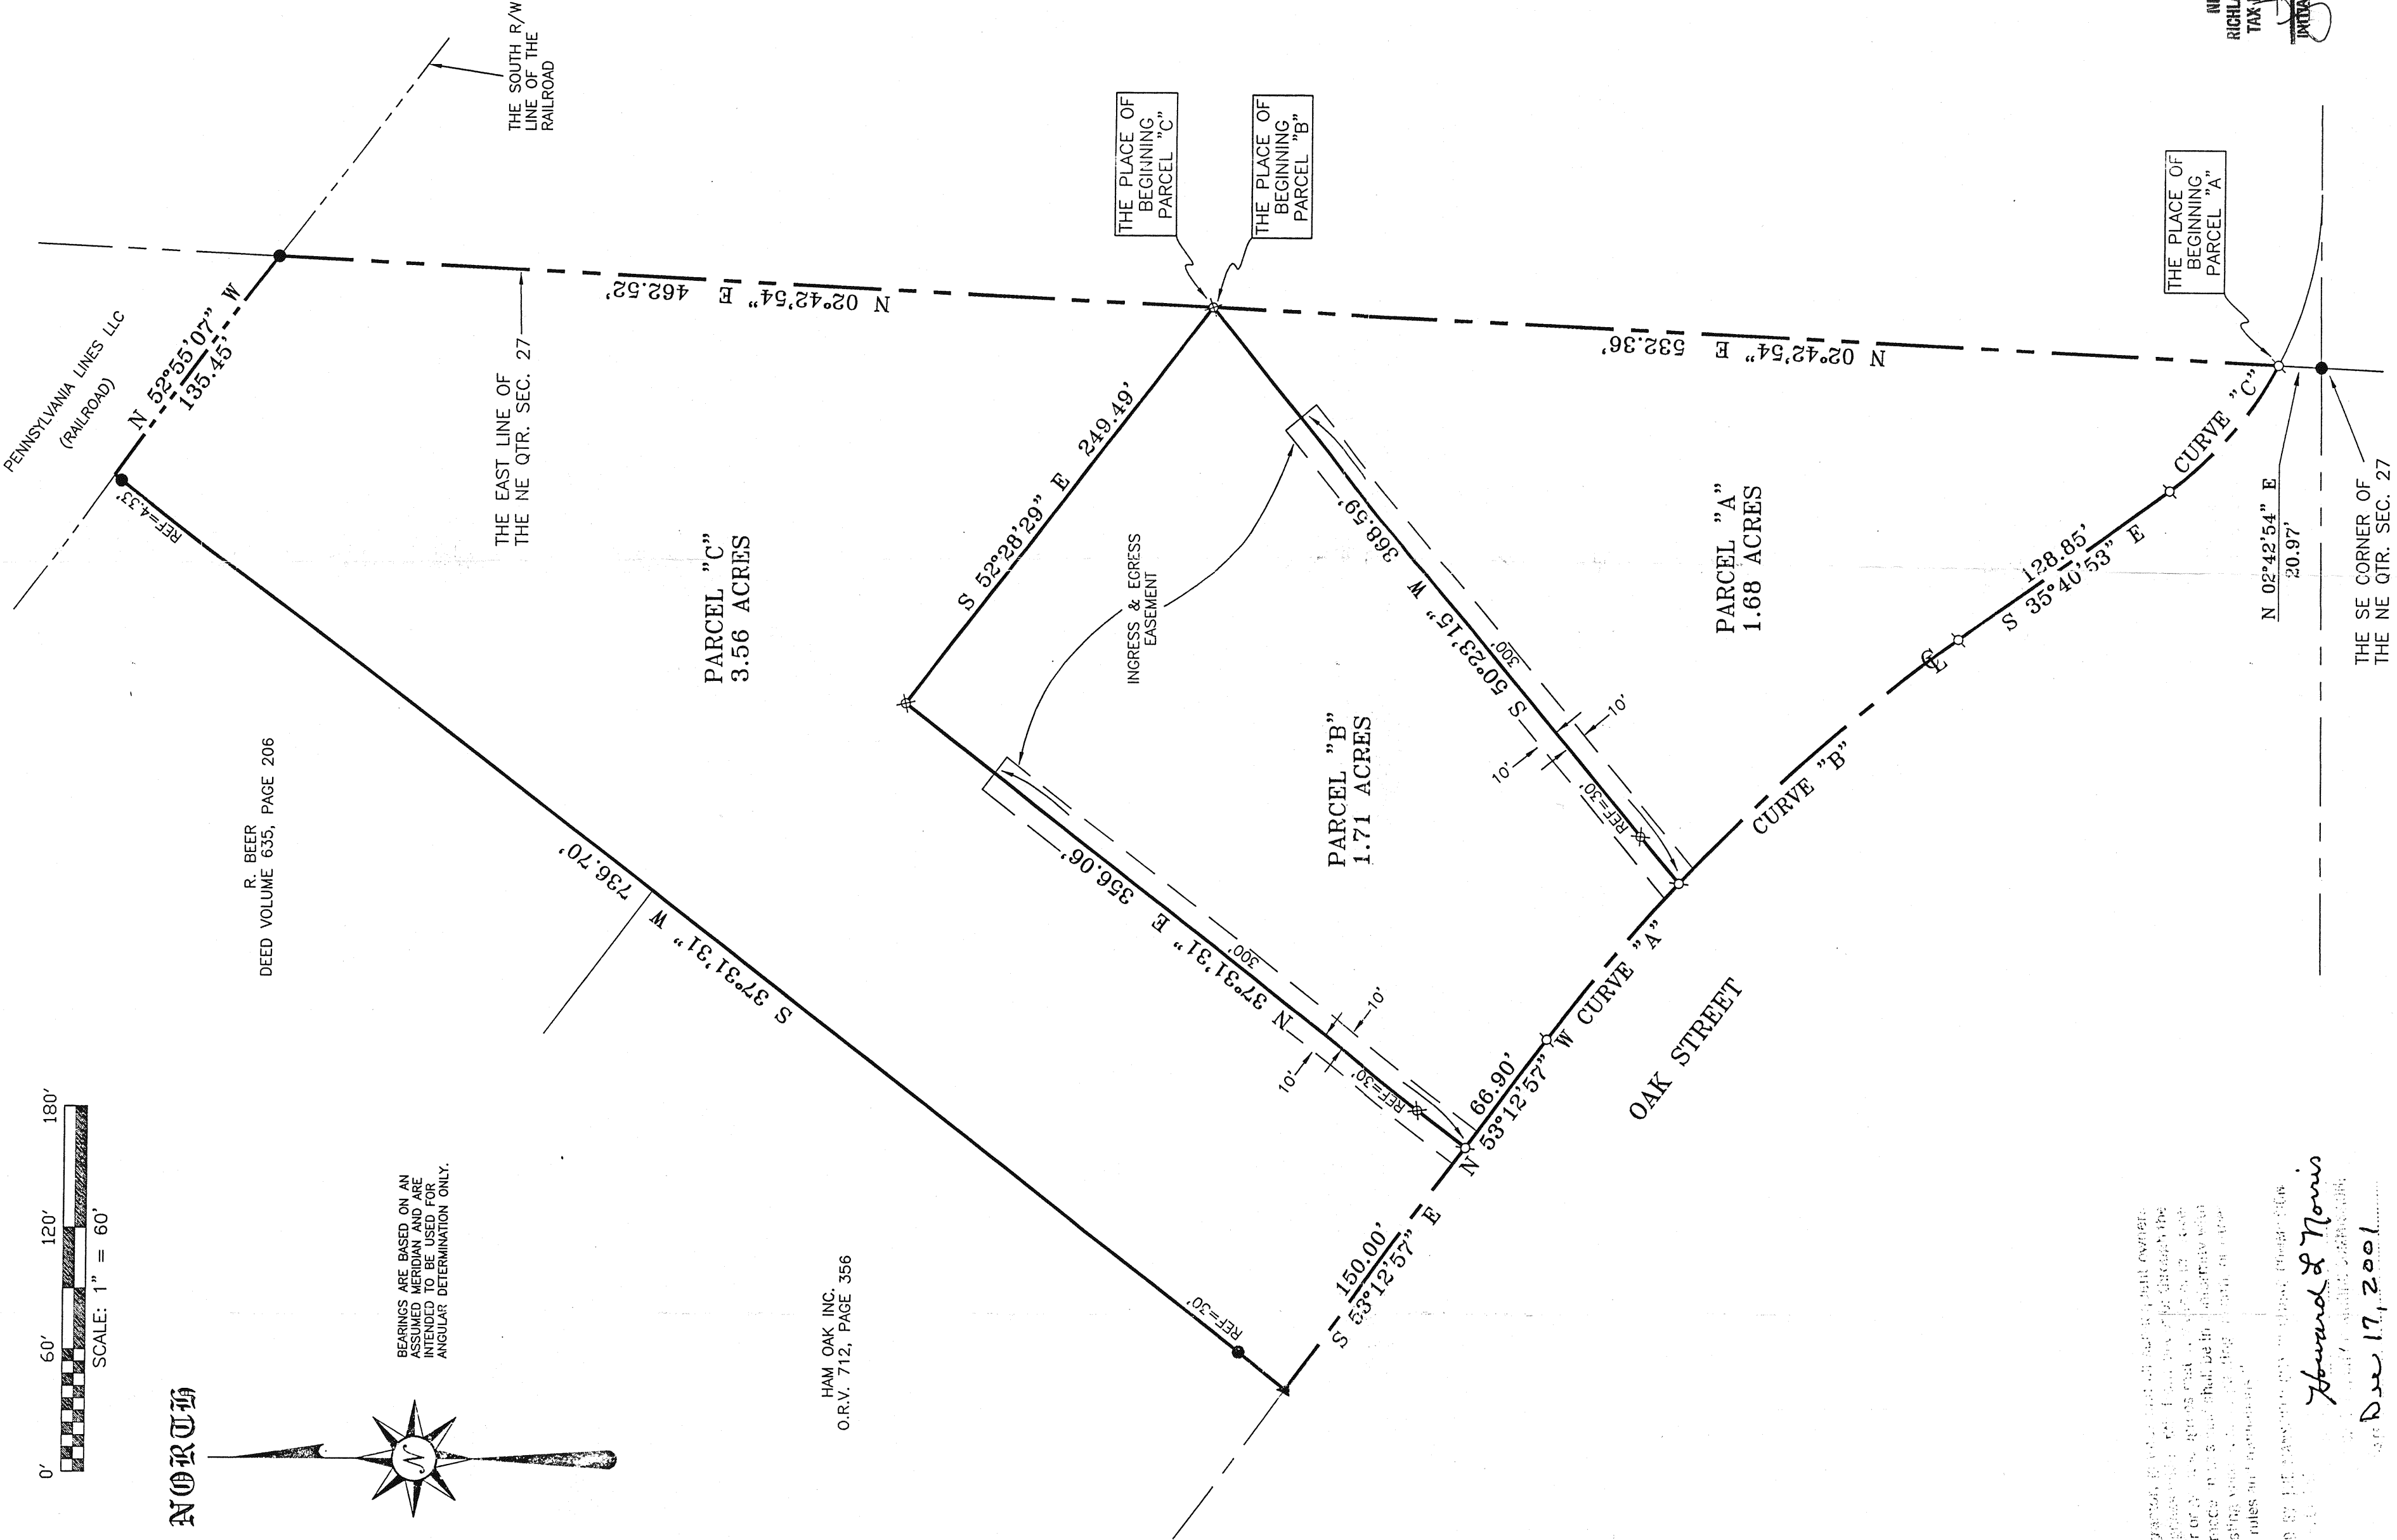 PENNSYLVANIA LINES LLC
(RAILROAD)
N 52°55'07" W
135.45'
THE SOUTH R/W
LINE OF THE
RAILROAD
REF=4.33'
THE EAST LINE OF
THE NE QTR. SEC. 27
N 02°42'54" E 462.52'
THE PLACE OF
BEGINNING
PARCEL "C"
THE PLACE OF
BEGINNING
PARCEL "B"
THE PLACE OF
BEGINNING
PARCEL "A"
N 02°42'54" E 532.36'
R. BEER
DEED VOLUME 635, PAGE 206
PARCEL "C"
3.56 ACRES
S 52°28'29" E 249.49'
INGRESS & EGRESS
EASEMENT
S 37°31'31" W 736.70'
N 37°31'31" E 356.06'
300'
10'
10'
REF=30'
PARCEL "B"
1.71 ACRES
S 50°23'15" W 368.59'
300'
10'
10'
REF=30'
PARCEL "A"
1.68 ACRES
CURVE "C"
128.85'
S 35°40'53" E
CURVE "B"
CURVE "A"
66.90'
N 53°12'57" W
150.00'
S 53°12'57" E
REF=30'
OAK STREET
N 02°42'54" E
20.97'
THE SE CORNER OF
THE NE QTR. SEC. 27
HAM OAK INC.
O.R.V. 712, PAGE 356
0' 60' 120' 180'
SCALE: 1" = 60'
BEARINGS ARE BASED ON AN
ASSUMED MERIDIAN AND ARE
INTENDED TO BE USED FOR
ANGULAR DETERMINATION ONLY.
NORTH
N
RICHL
TAX
Howard L Norris
Dec 17, 2001